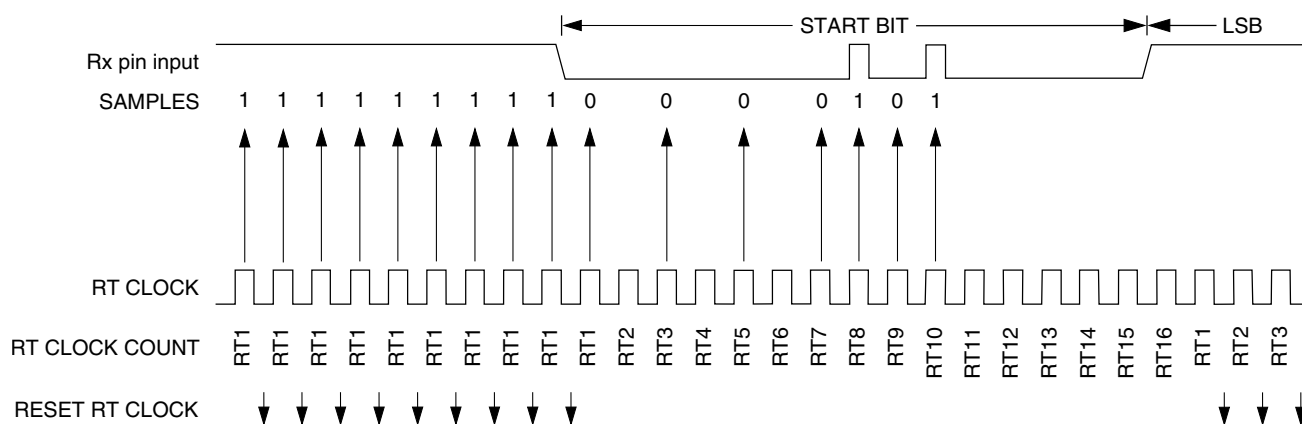 START BIT LSB
Rx pin input
SAMPLES 1 1 1 1 1 1 1 1 1 0 0 0 0 1 0 1
RT CLOCK
RT CLOCK COUNT RT1 RT1 RT1 RT1 RT1 RT1 RT1 RT1 RT1 RT1 RT2 RT3 RT4 RT5 RT6 RT7 RT8 RT9 RT10 RT11 RT12 RT13 RT14 RT15 RT16 RT1 RT2 RT3
RESET RT CLOCK